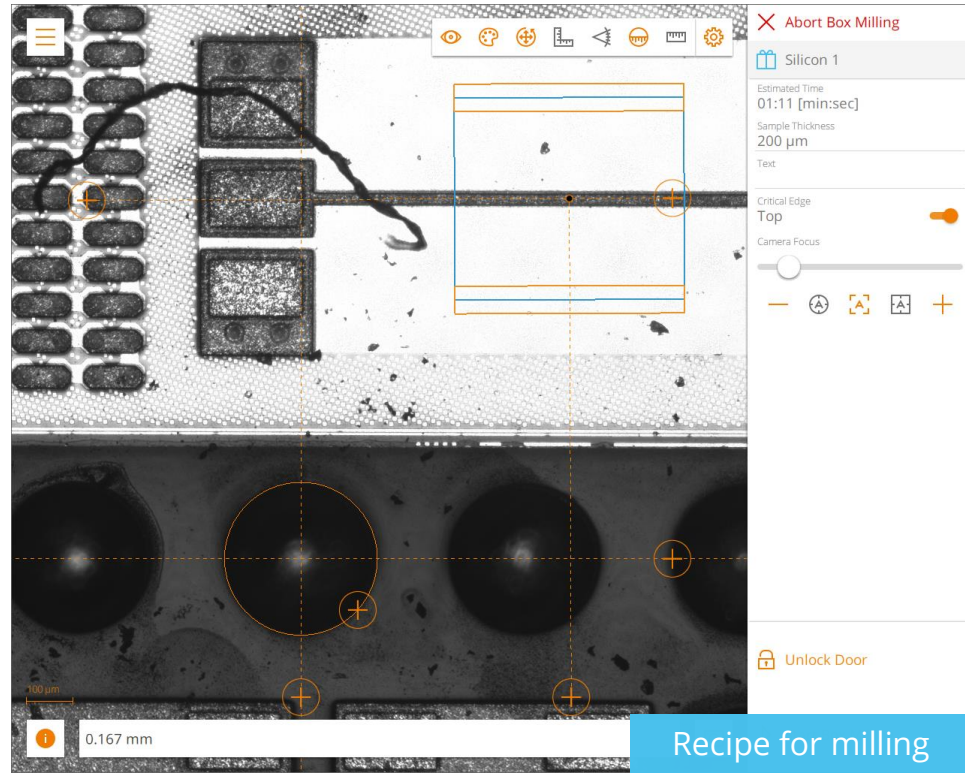 Abort Box Milling
Silicon 1
Estimated Time
01:11 [min:sec]
Sample Thickness
200 µm
Text
Critical Edge
Top
Camera Focus
Unlock Door
100 µm
0.167 mm
Recipe for milling